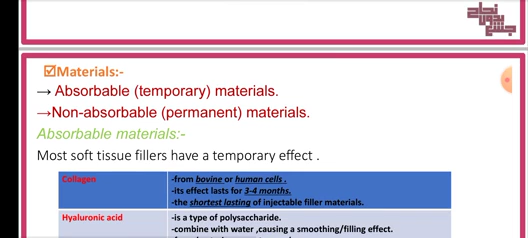 ☑Materials:-
→ Absorbable (temporary) materials.
→Non-absorbable (permanent) materials.
Absorbable materials:-
Most soft tissue fillers have a temporary effect .
Collagen
-from bovine or human cells .
-its effect lasts for 3-4 months.
-the shortest lasting of injectable filler materials.
Hyaluronic acid
-is a type of polysaccharide.
-combine with water ,causing a smoothing/filling effect.